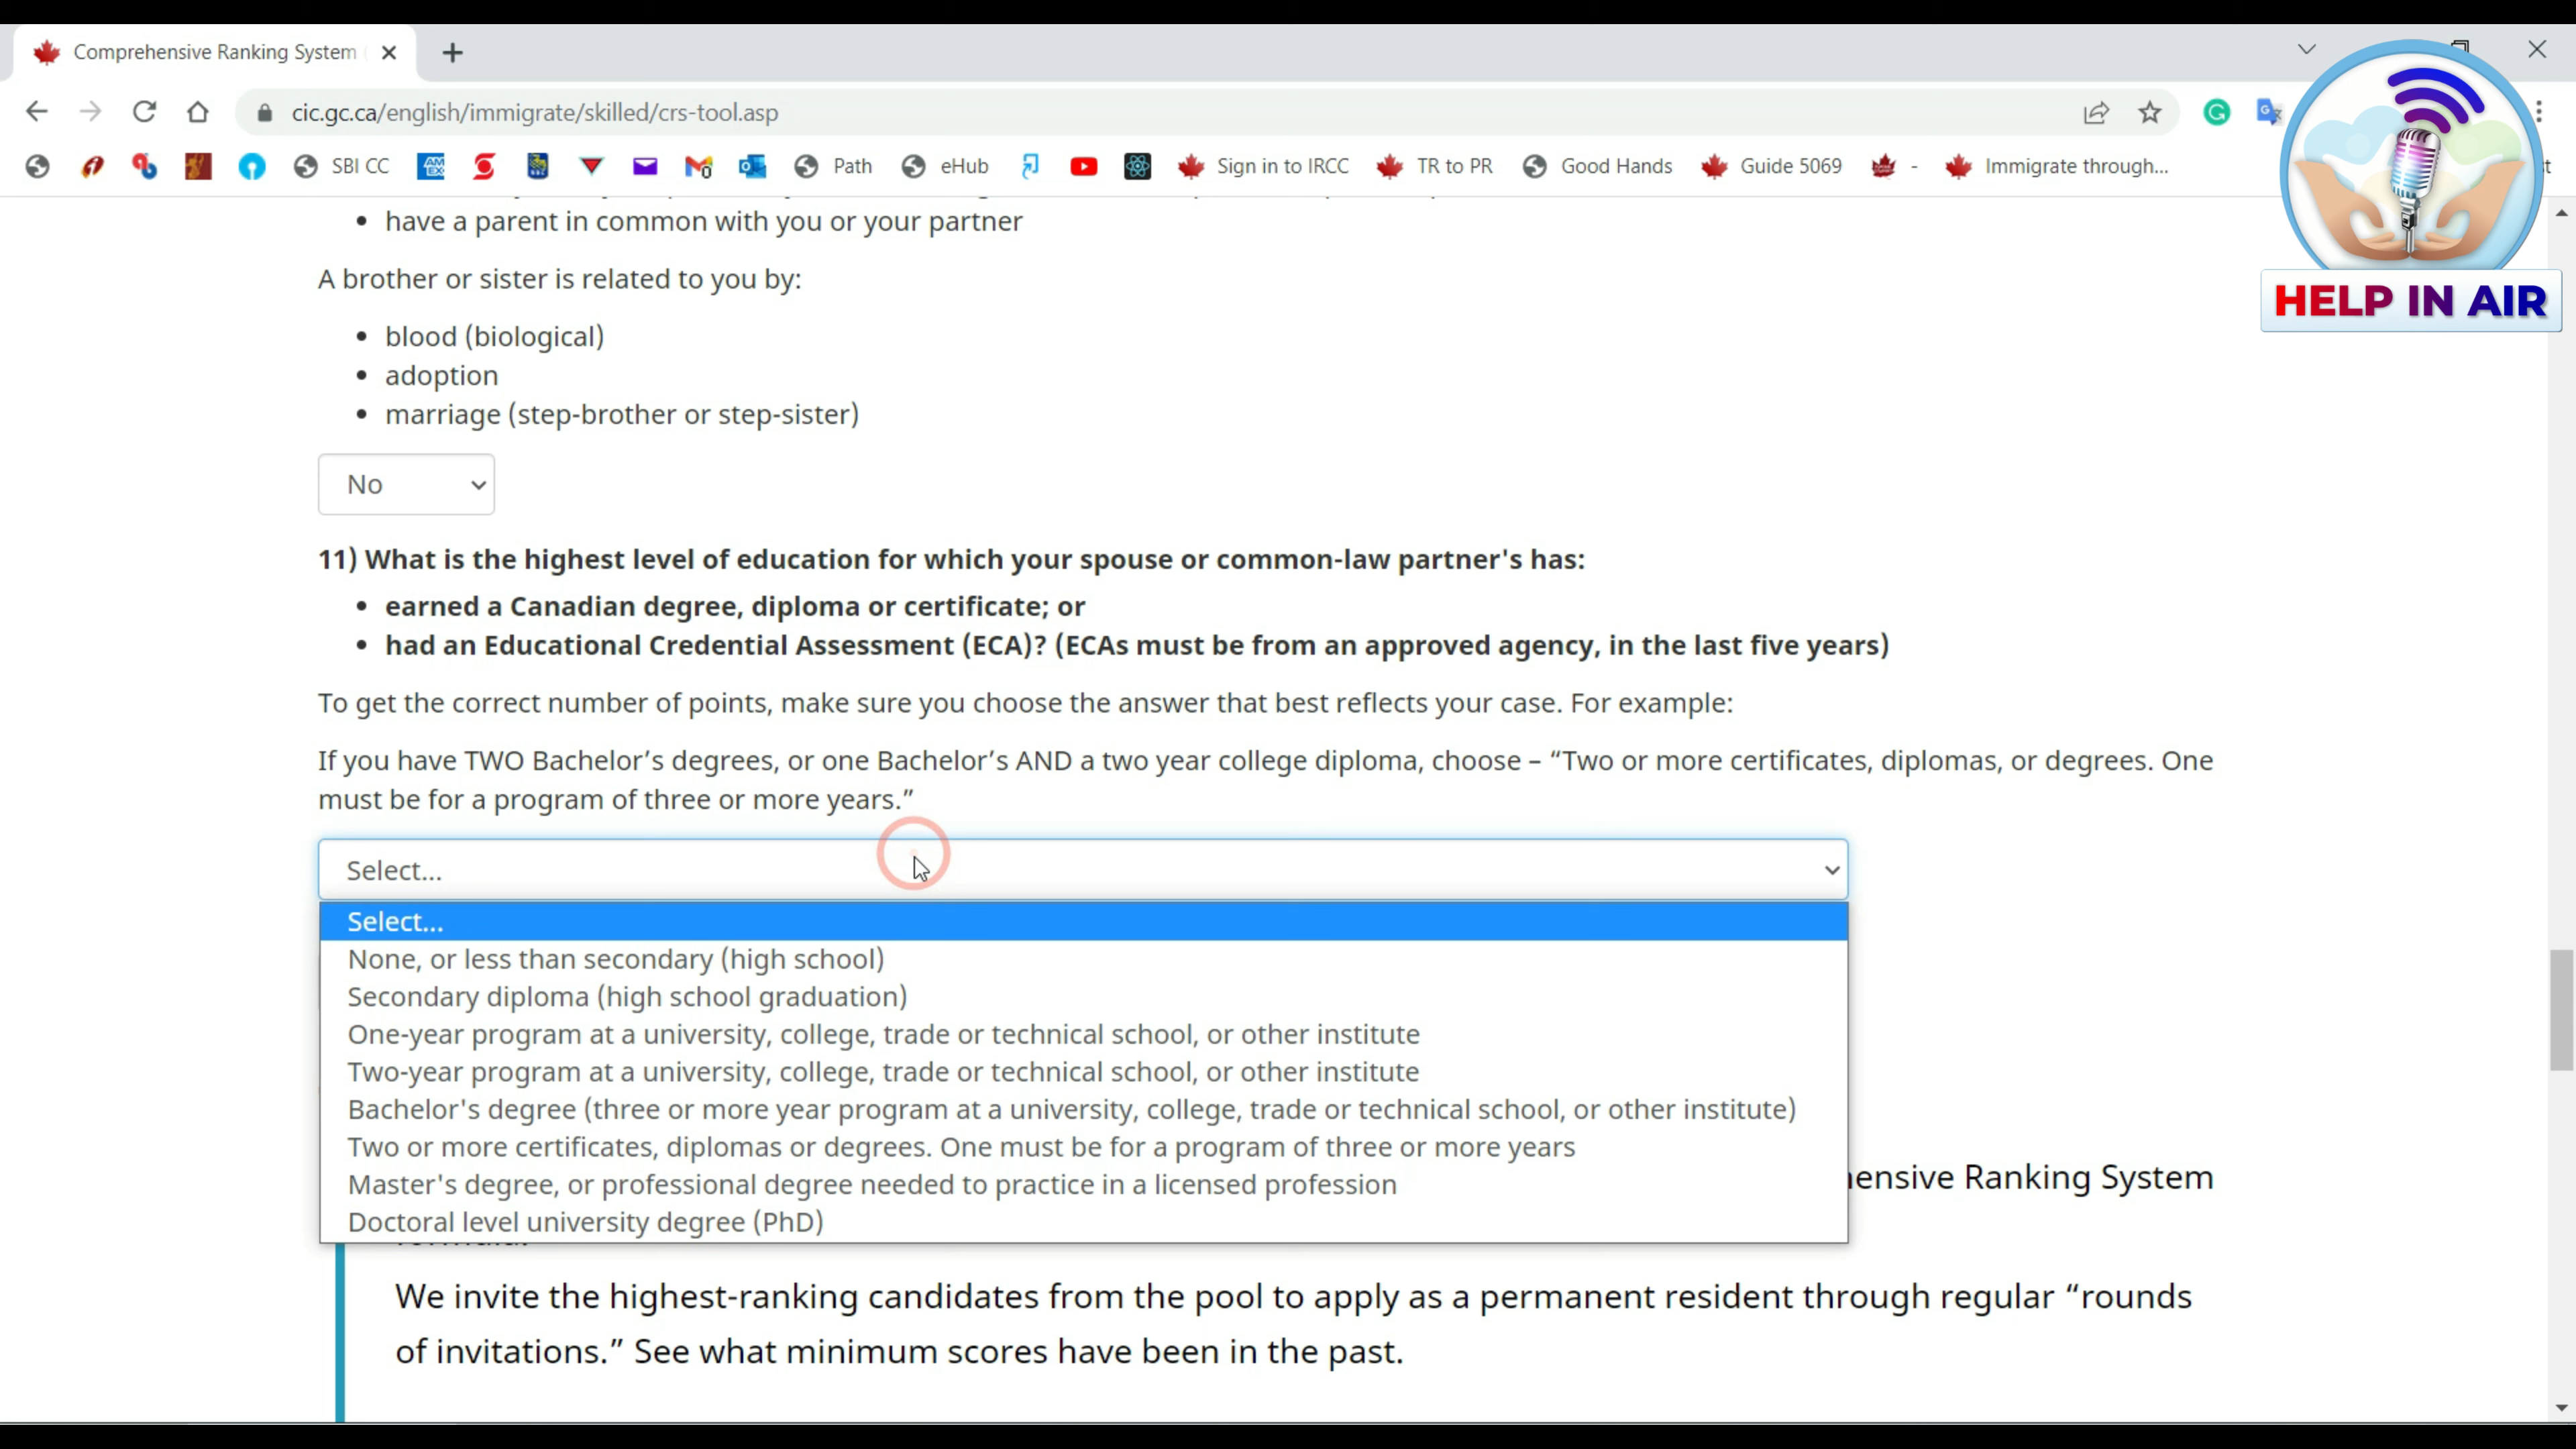 Comprehensive Ranking System
cic.gc.ca/english/immigrate/skilled/crs-tool.asp
SBI CC
AM
EX
Path
eHub
Sign in to IRCC
TR to PR
Good Hands
Guide 5069
-
Immigrate through...
HELP IN AIR
• have a parent in common with you or your partner
A brother or sister is related to you by:
• blood (biological)
• adoption
• marriage (step-brother or step-sister)
No
11) What is the highest level of education for which your spouse or common-law partner's has:
• earned a Canadian degree, diploma or certificate; or
• had an Educational Credential Assessment (ECA)? (ECAs must be from an approved agency, in the last five years)
To get the correct number of points, make sure you choose the answer that best reflects your case. For example:
If you have TWO Bachelor’s degrees, or one Bachelor’s AND a two year college diploma, choose – “Two or more certificates, diplomas, or degrees. One
must be for a program of three or more years.”
Select...
Select...
None, or less than secondary (high school)
Secondary diploma (high school graduation)
One-year program at a university, college, trade or technical school, or other institute
Two-year program at a university, college, trade or technical school, or other institute
Bachelor's degree (three or more year program at a university, college, trade or technical school, or other institute)
Two or more certificates, diplomas or degrees. One must be for a program of three or more years
Master's degree, or professional degree needed to practice in a licensed profession
Doctoral level university degree (PhD)
Ranking System
We invite the highest-ranking candidates from the pool to apply as a permanent resident through regular “rounds
of invitations.” See what minimum scores have been in the past.